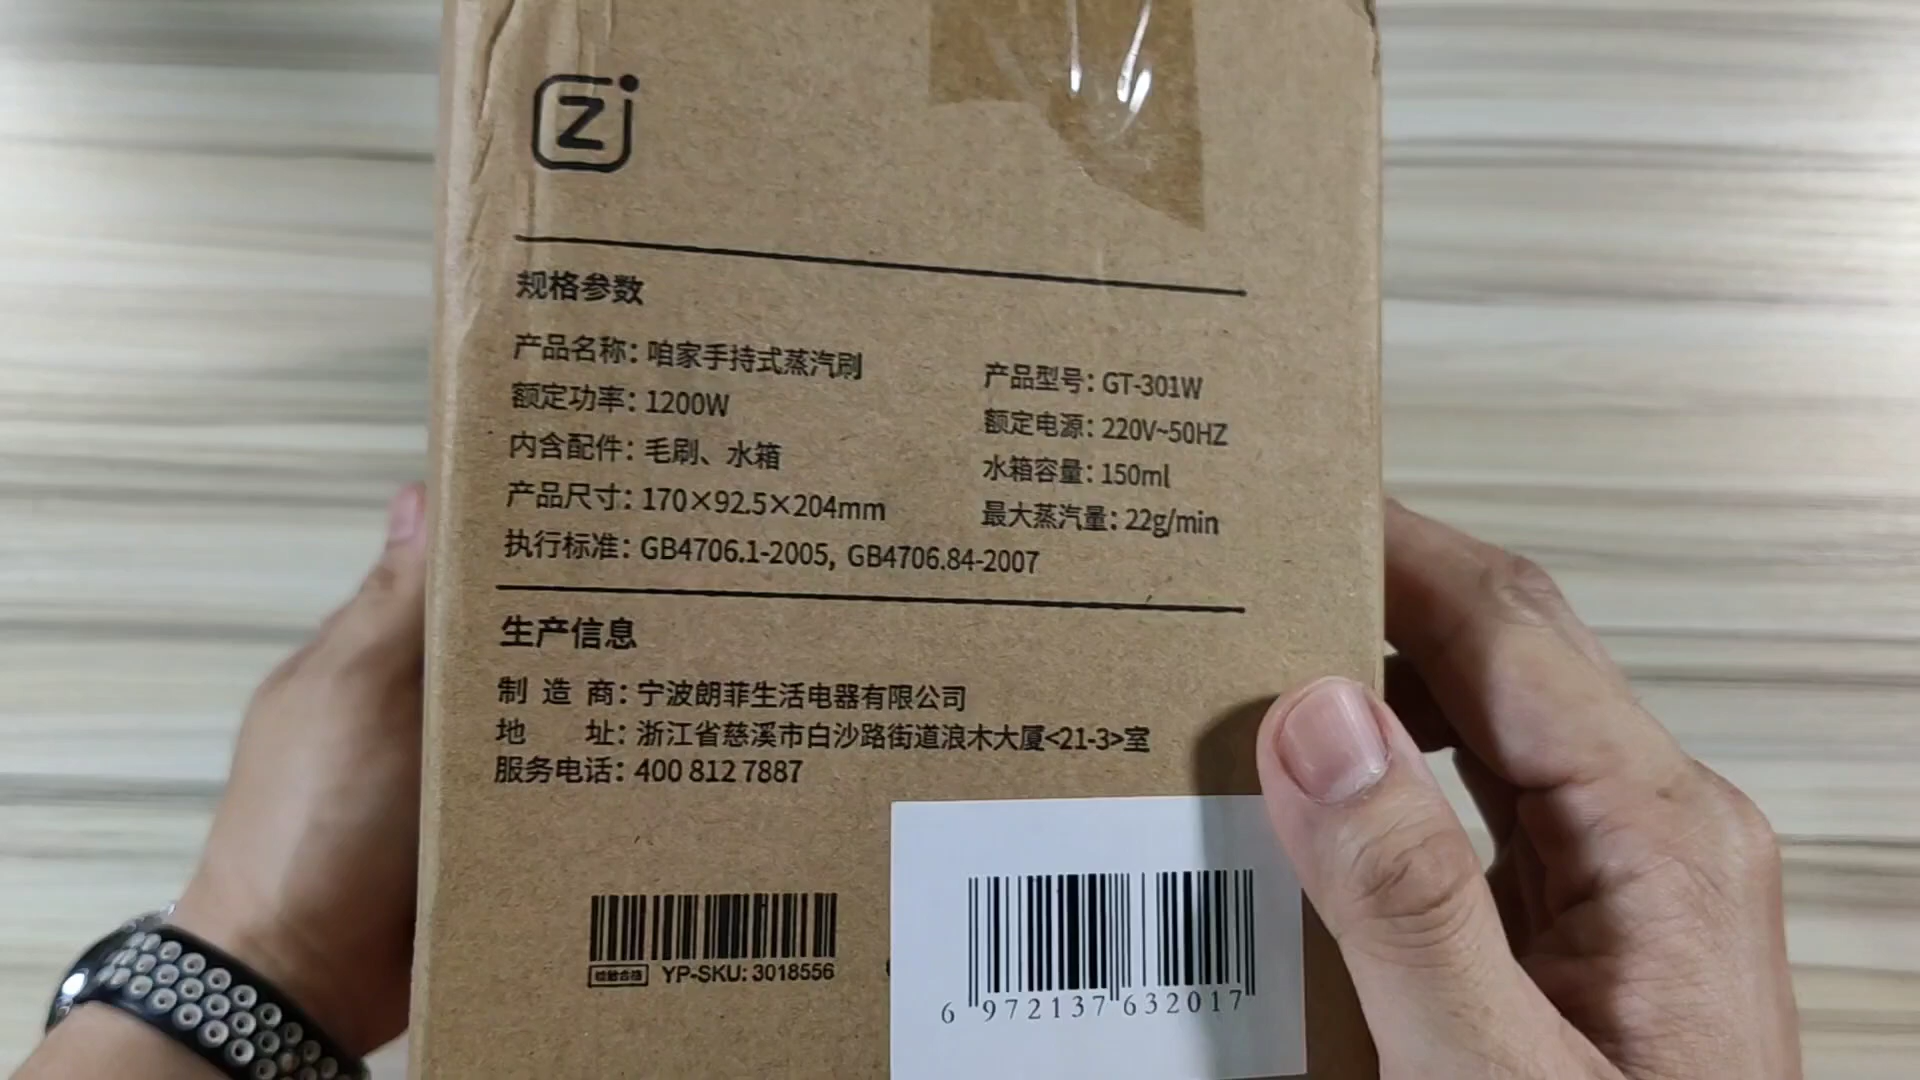 Z
规格参数
产品名称：咱家手持式蒸汽刷
额定功率：1200W
内含配件：毛刷、水箱
产品尺寸：170×92.5×204mm
产品型号：GT-301W
额定电源：220V~50HZ
水箱容量：150ml
最大蒸汽量：22g/min
执行标准：GB4706.1-2005, GB4706.84-2007
生产信息
制造商：宁波朗菲生活电器有限公司
地址：浙江省慈溪市白沙路街道浪木大厦<21-3>室
服务电话：400 812 7887
检验合格 YP-SKU: 3018556
6 972137 632017